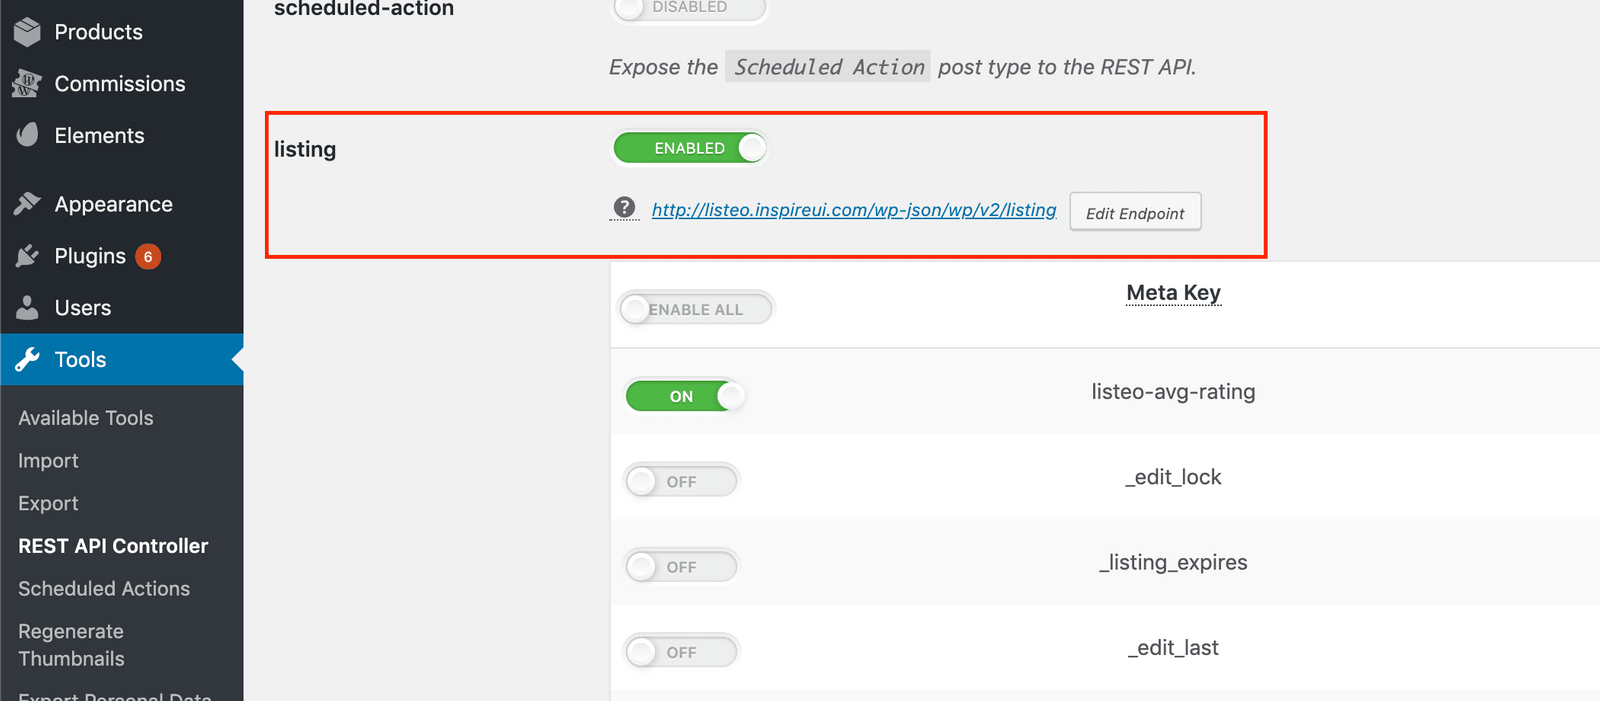 Products
Commissions
Elements
Appearance
Plugins 6
Users
Tools
Available Tools
Import
Export
REST API Controller
Scheduled Actions
Regenerate
Thumbnails
Export Personal Data
scheduled-action
DISABLED
Expose the Scheduled Action post type to the REST API.
listing
ENABLED
? http://listeo.inspireui.com/wp-json/wp/v2/listing Edit Endpoint
ENABLE ALL Meta Key
ON listeo-avg-rating
OFF _edit_lock
OFF _listing_expires
OFF _edit_last